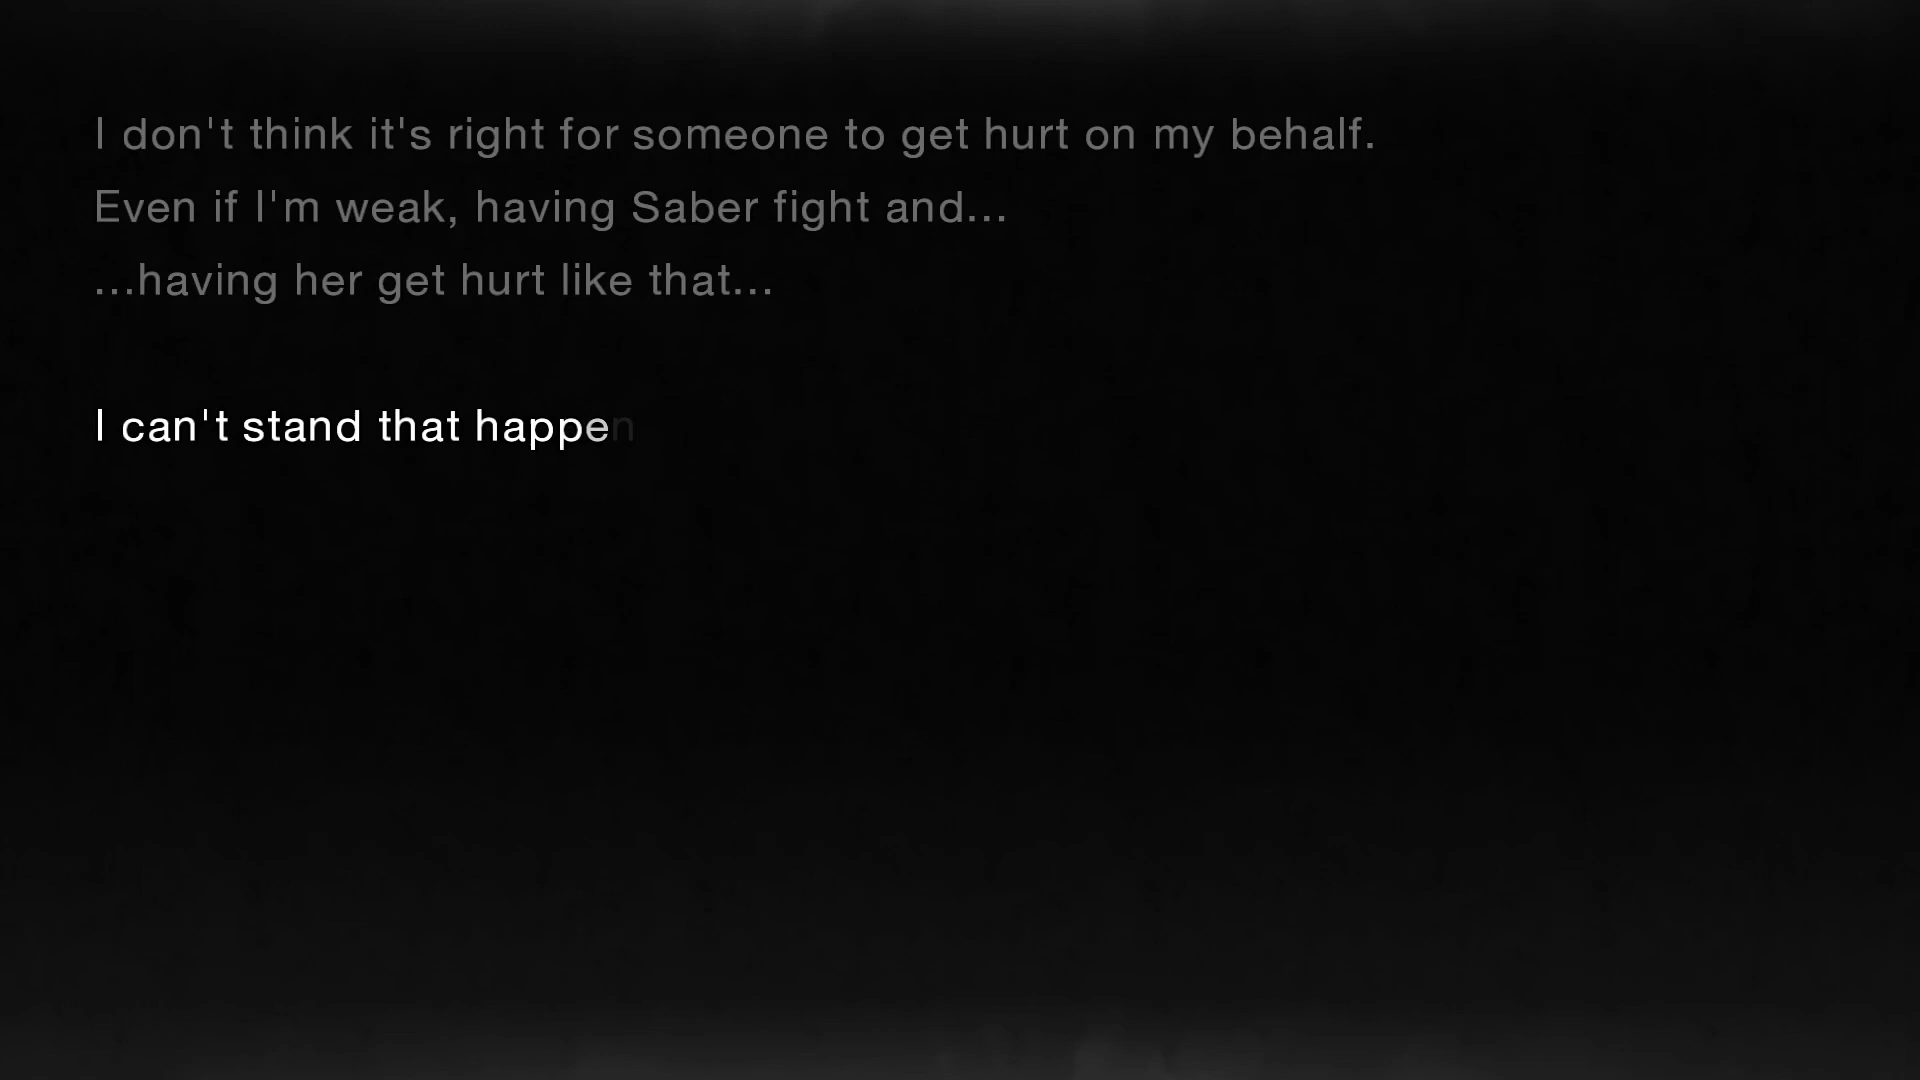 I don't think it's right for someone to get hurt on my behalf.
Even if I'm weak, having Saber fight and...
...having her get hurt like that...
I can't stand that happen